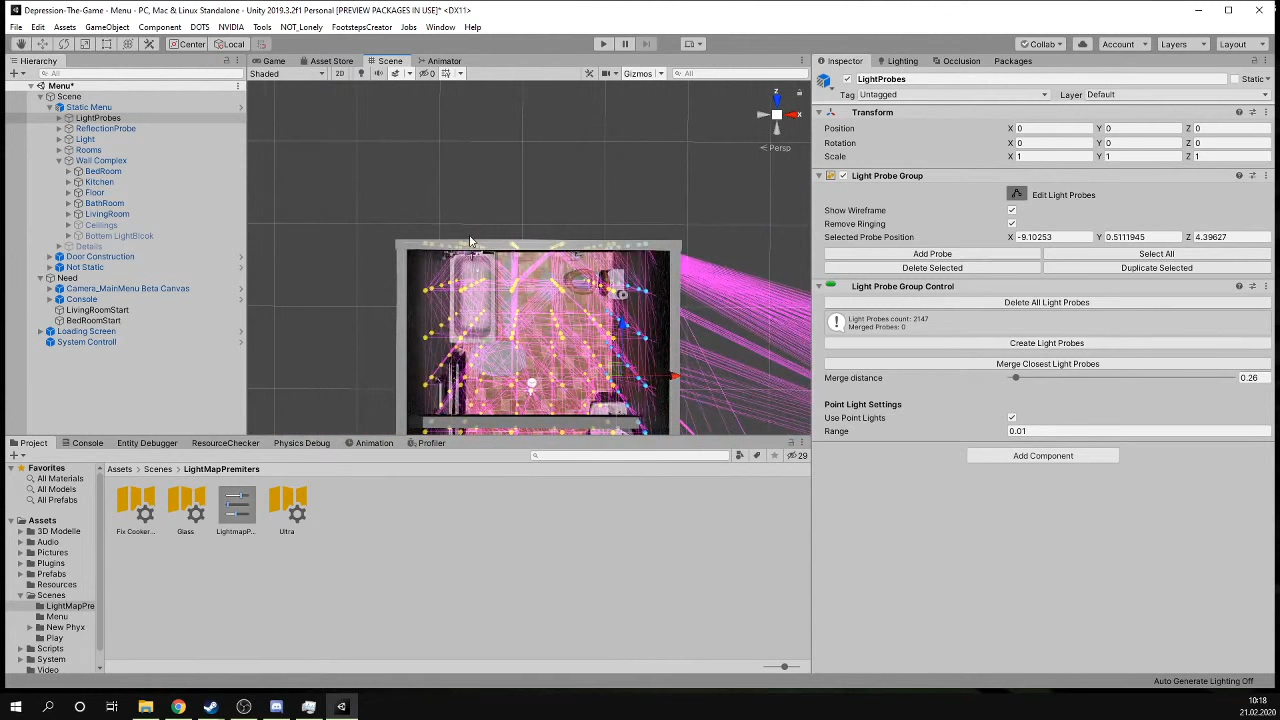 Depression-The-Game - Menu - PC, Mac & Linux Standalone - Unity 2019.3.2f1 Personal [PREVIEW PACKAGES IN USE]* <DX11>
File Edit Assets GameObject Component DOTS NVIDIA Tools NOT_Lonely FootstepsCreator Jobs Window Help
Center Local Collab Account Layers Layout
Hierarchy Game Asset Store Scene Animator Inspector Lighting Occlusion Packages
All Shaded 2D 0 Gizmos All LightProbes Static
Menu* Tag Untagged Layer Default
Scene
Static Menu Transform
LightProbes
ReflectionProbe Position X 0 Y 0 Z 0
Light Rotation X 0 Y 0 Z 0
Rooms Scale X 1 Y 1 Z 1
Wall Complex
BedRoom Light Probe Group
Kitchen
Floor Edit Light Probes
BathRoom Show Wireframe
LivingRoom Remove Ringing
Ceillings Selected Probe Position X -9.10253 Y 0.5111945 Z 4.39627
Bottem LightBlcok Add Probe Select All
Details Delete Selected Duplicate Selected
Door Construction
Not Static Light Probe Group Control
Need Delete All Light Probes
Camera_MainMenu Beta Canvas Light Probes count: 2147
Console Merged Probes: 0
LivingRoomStart Create Light Probes
BedRoomStart Merge Closest Light Probes
Loading Screen Merge distance 0.26
System Controll
Point Light Settings
Use Point Lights
Range 0.01
Add Component
z x Persp
Project Console Entity Debugger ResourceChecker Physics Debug Animation Profiler
29
Favorites Assets Scenes LightMapPremiters
All Materials
All Models
All Prefabs
Assets
3D Modelle Fix Cooker... Glass LightmapP... Ultra
Audio
Pictures
Plugins
Prefabs
Resources
Scenes
LightMapPre
Menu
New Phyx
Play
Scripts
System
Video
Auto Generate Lighting Off
10:18
21.02.2020